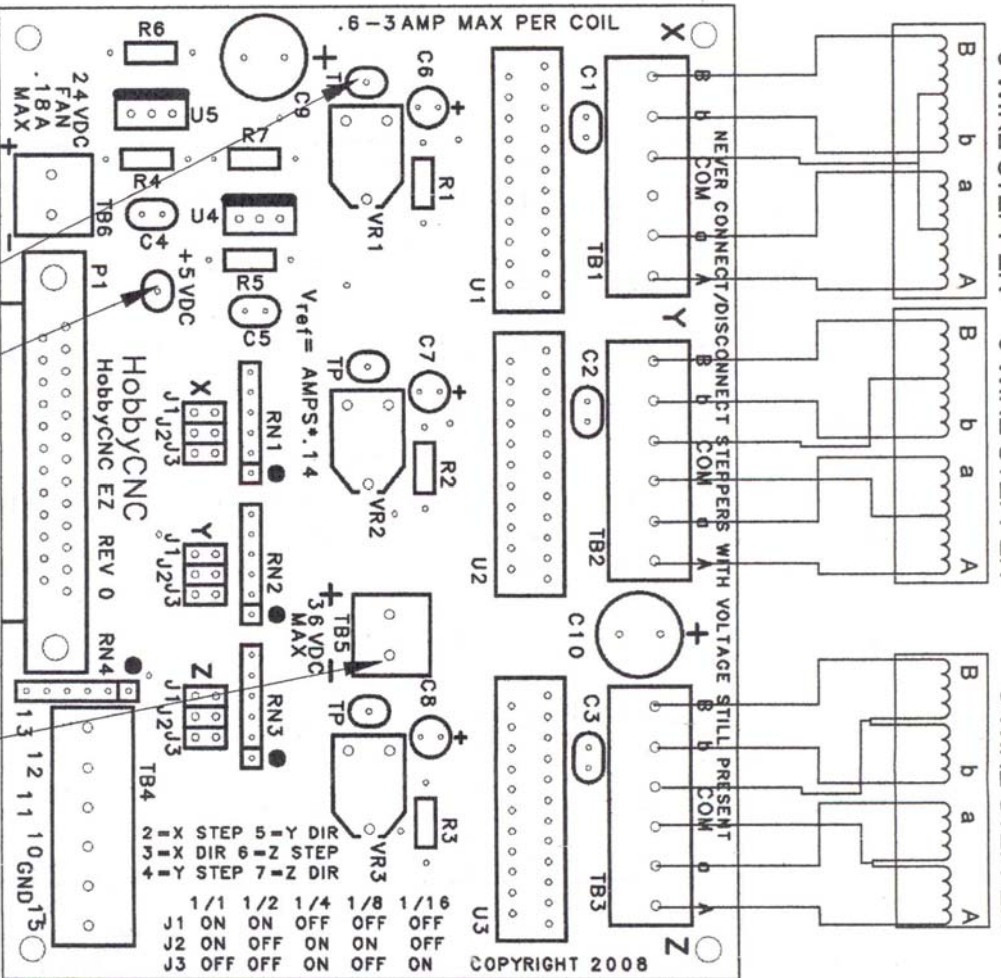 .6-3AMP MAX PER COIL
X
R6
C6
+
C1
B
b
COM
a
A
B
b
a
A
24VDC
FAN
.18A
MAX
+
-
TB6
U5
+
C9
R7
R4
C4
U4
R5
C5
R1
VR1
U1
TB1
NEVER CONNECT/DISCONNECT STEPPERS WITH VOLTAGE STILL PRESENT
P1
+5VDC
Vref= AMPS*.14
TP
C7
+
C2
Y
B
b
COM
a
A
B
b
a
A
HobbyCNC
HobbyCNC EZ REV 0
X
J1
J2
J3
RN1
R2
VR2
U2
TB2
Y
J1
J2
J3
RN2
+
TB5
-
36VDC
MAX
C10
+
RN4
Z
J1
J2
J3
RN3
TP
C8
+
C3
B
b
COM
a
A
B
b
a
A
13 12 11 10 GND 15
TB4
R3
VR3
U3
TB3
Z
2=X STEP 5=Y DIR
3=X DIR 6=Z STEP
4=Y STEP 7=Z DIR
1/1 1/2 1/4 1/8 1/16
J1 ON ON OFF OFF OFF
J2 ON OFF ON ON OFF
J3 OFF OFF ON OFF ON
COPYRIGHT 2008